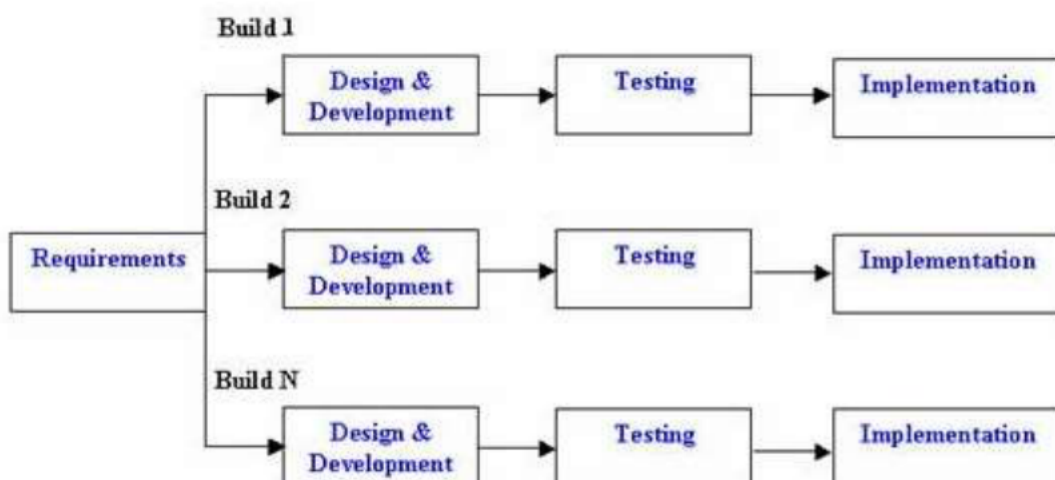 Build 1
Design &
Development
Testing
Implementation
Build 2
Requirements
Design &
Development
Testing
Implementation
Build N
Design &
Development
Testing
Implementation